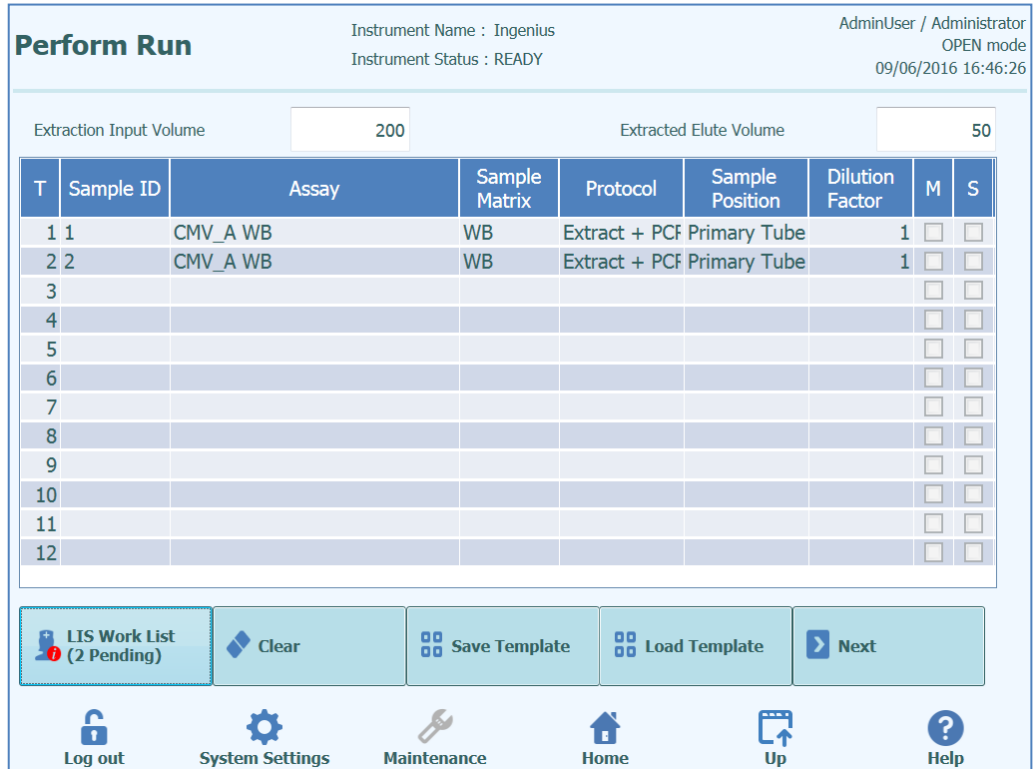 Perform Run
Instrument Name : Ingenius
Instrument Status : READY
AdminUser / Administrator
OPEN mode
09/06/2016 16:46:26
Extraction Input Volume 200 Extracted Elute Volume 50
T Sample ID Assay Sample Matrix Protocol Sample Position Dilution Factor M S
1 1 CMV_A WB WB Extract + PCR Primary Tube 1
2 2 CMV_A WB WB Extract + PCR Primary Tube 1
3
4
5
6
7
8
9
10
11
12
LIS Work List (2 Pending) Clear Save Template Load Template Next
Log out System Settings Maintenance Home Up Help